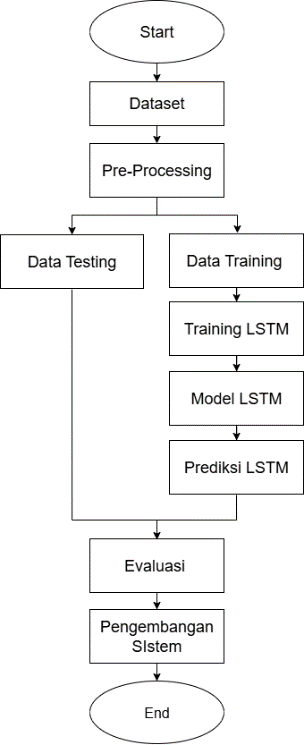 Start
Dataset
Pre-Processing
Data Testing
Data Training
Training LSTM
Model LSTM
Prediksi LSTM
Evaluasi
Pengembangan
SIstem
End